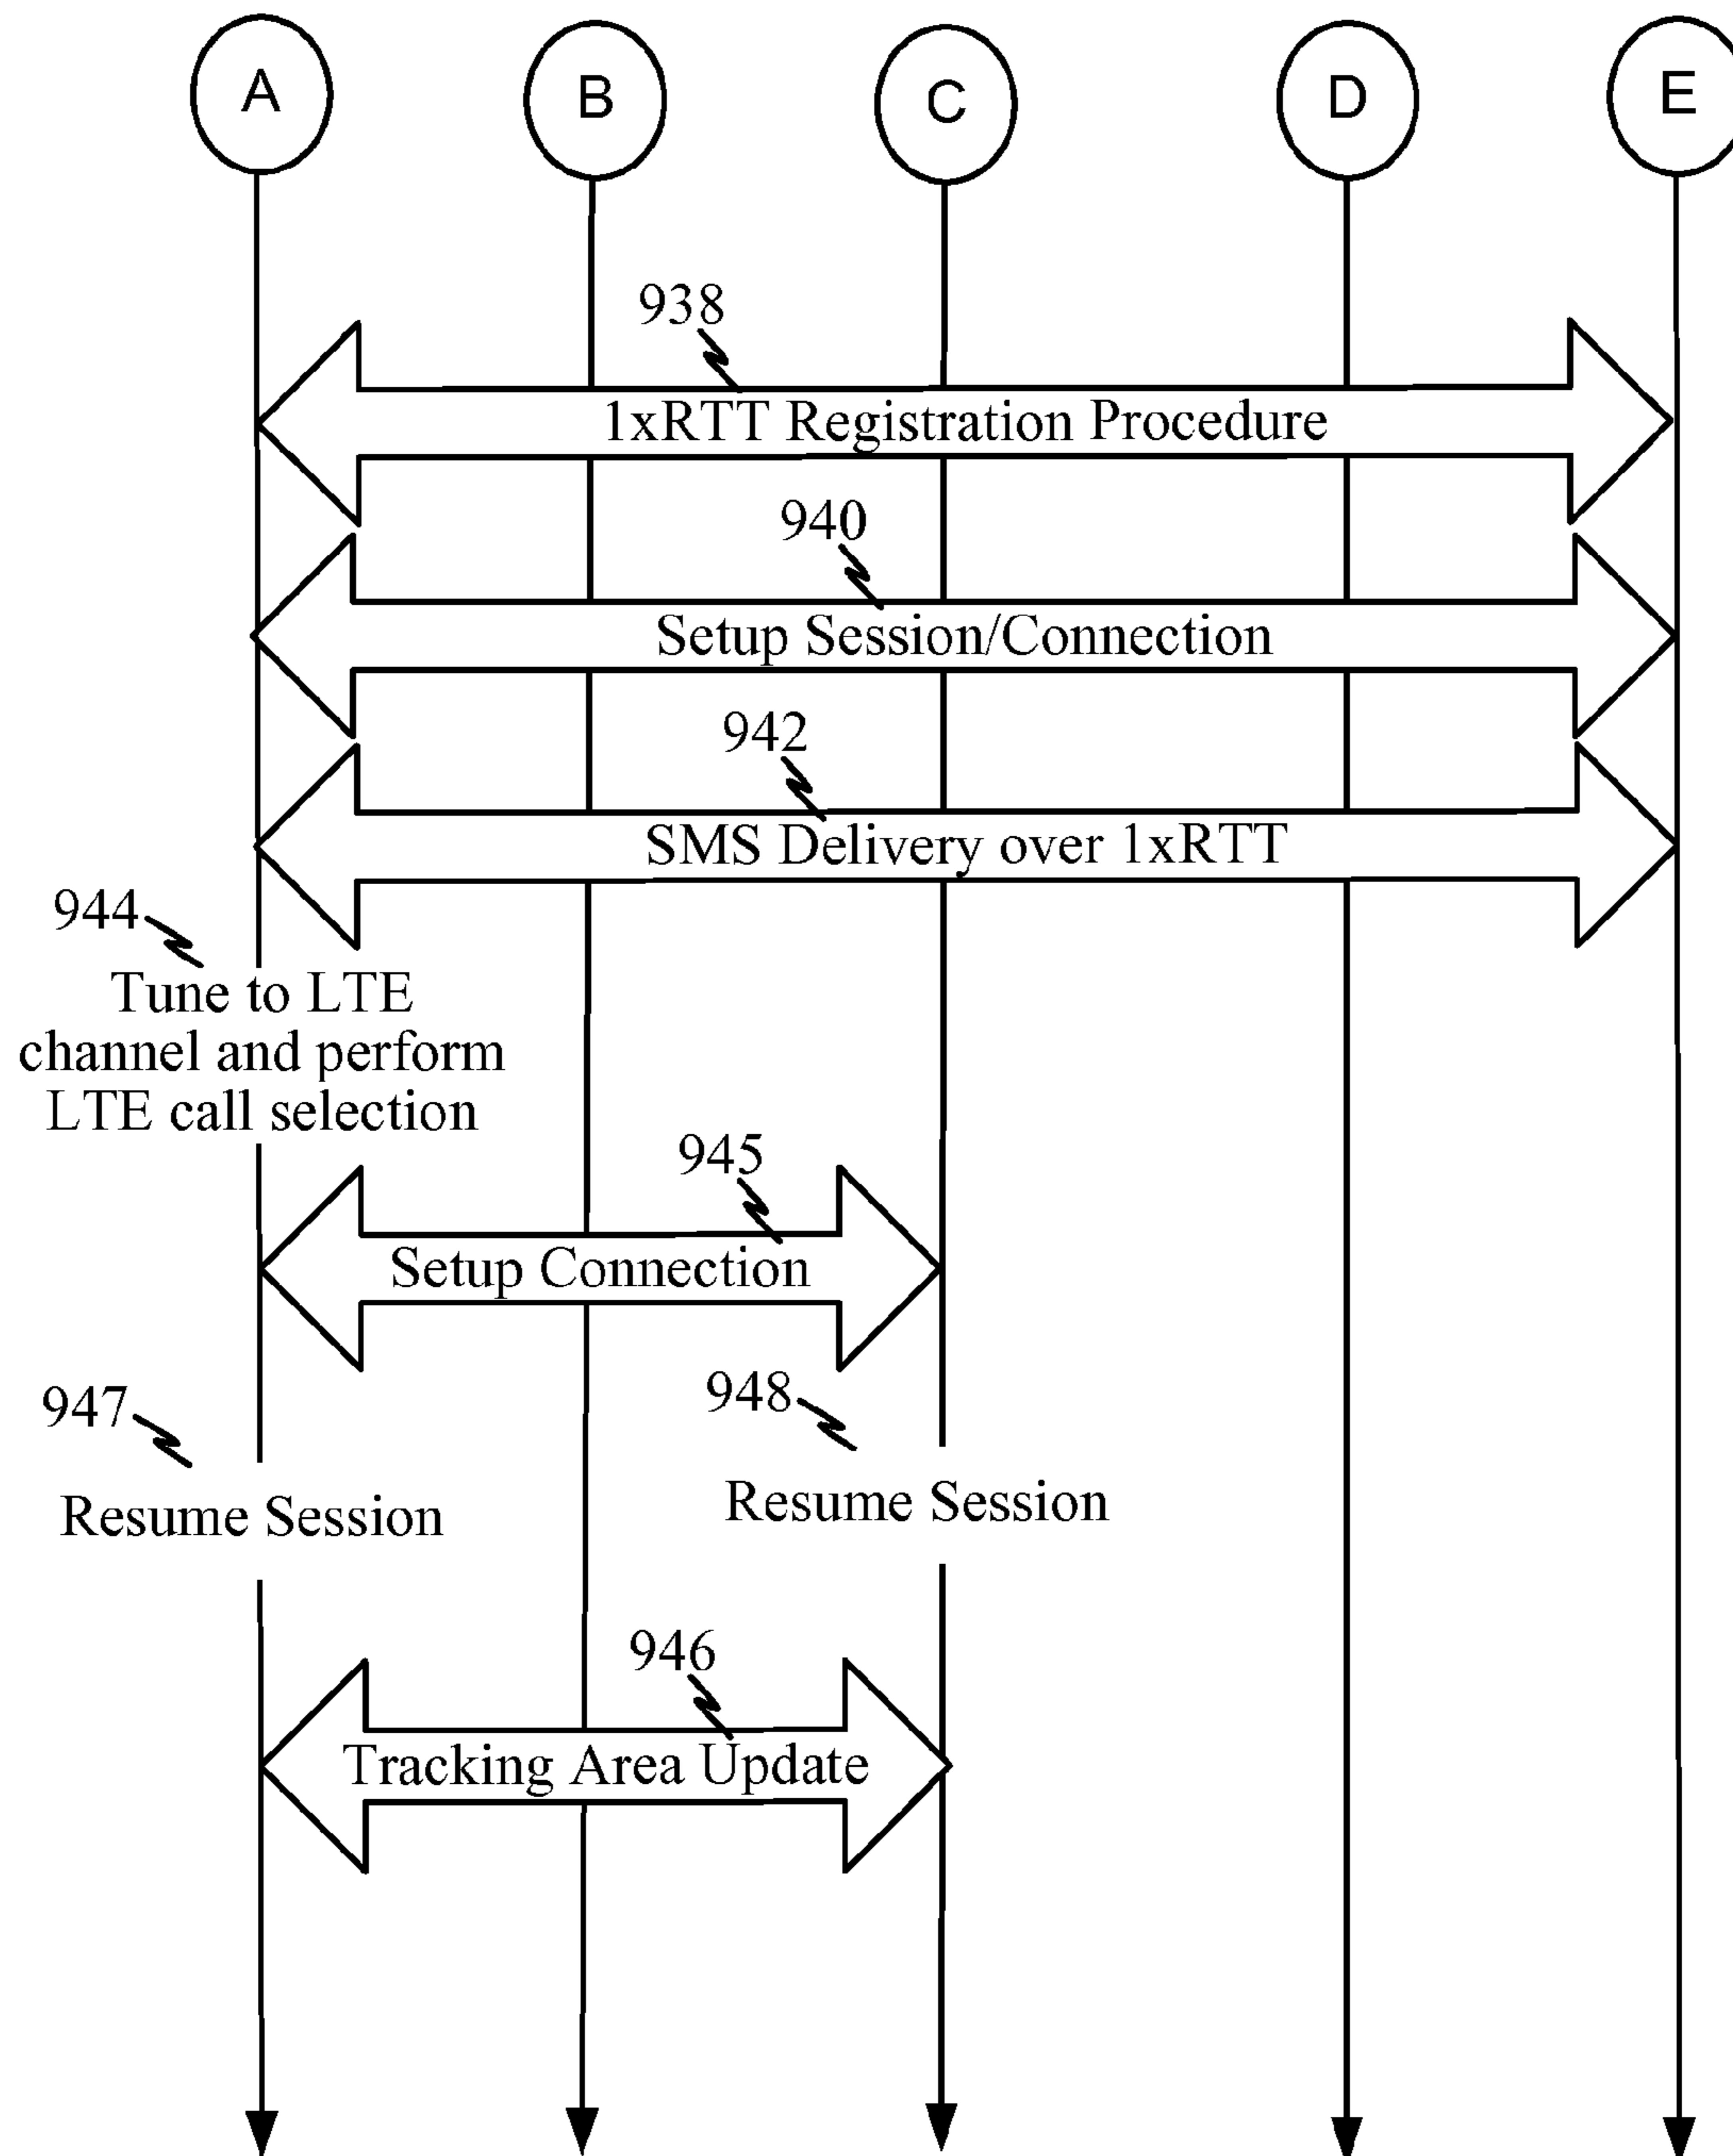 A B C D E
938
1xRTT Registration Procedure
940
Setup Session/Connection
942
SMS Delivery over 1xRTT
944
Tune to LTE
channel and perform
LTE call selection
945
Setup Connection
947
948
Resume Session
Resume Session
946
Tracking Area Update